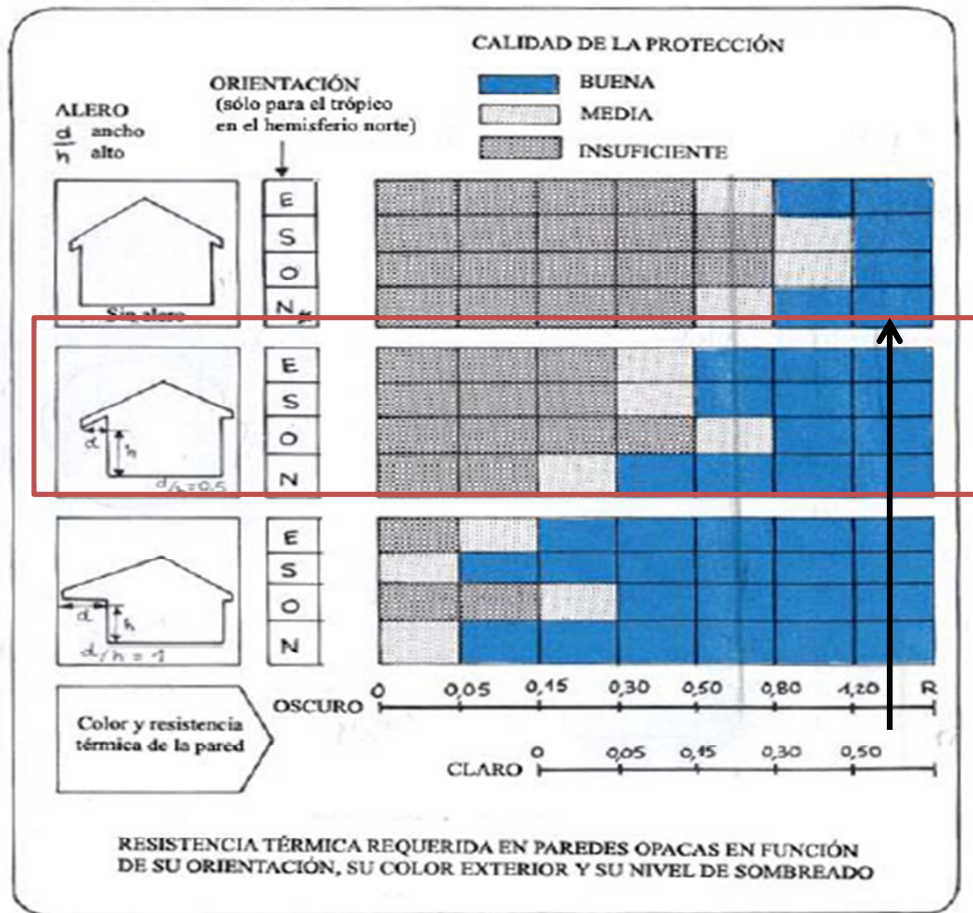 CALIDAD DE LA PROTECCIÓN
BUENA
MEDIA
INSUFICIENTE
ORIENTACIÓN
(sólo para el trópico
en el hemisferio norte)
ALERO
d ancho
h alto
E
S
O
N
Sin alero
E
S
O
N
d
h
d/h=0,5
E
S
O
N
d
h
d/h = 1
Color y resistencia
térmica de la pared
OSCURO 0 0,05 0,15 0,30 0,50 0,80 1,20 R
CLARO 0 0,05 0,15 0,30 0,50
RESISTENCIA TÉRMICA REQUERIDA EN PAREDES OPACAS EN FUNCIÓN
DE SU ORIENTACIÓN, SU COLOR EXTERIOR Y SU NIVEL DE SOMBREADO